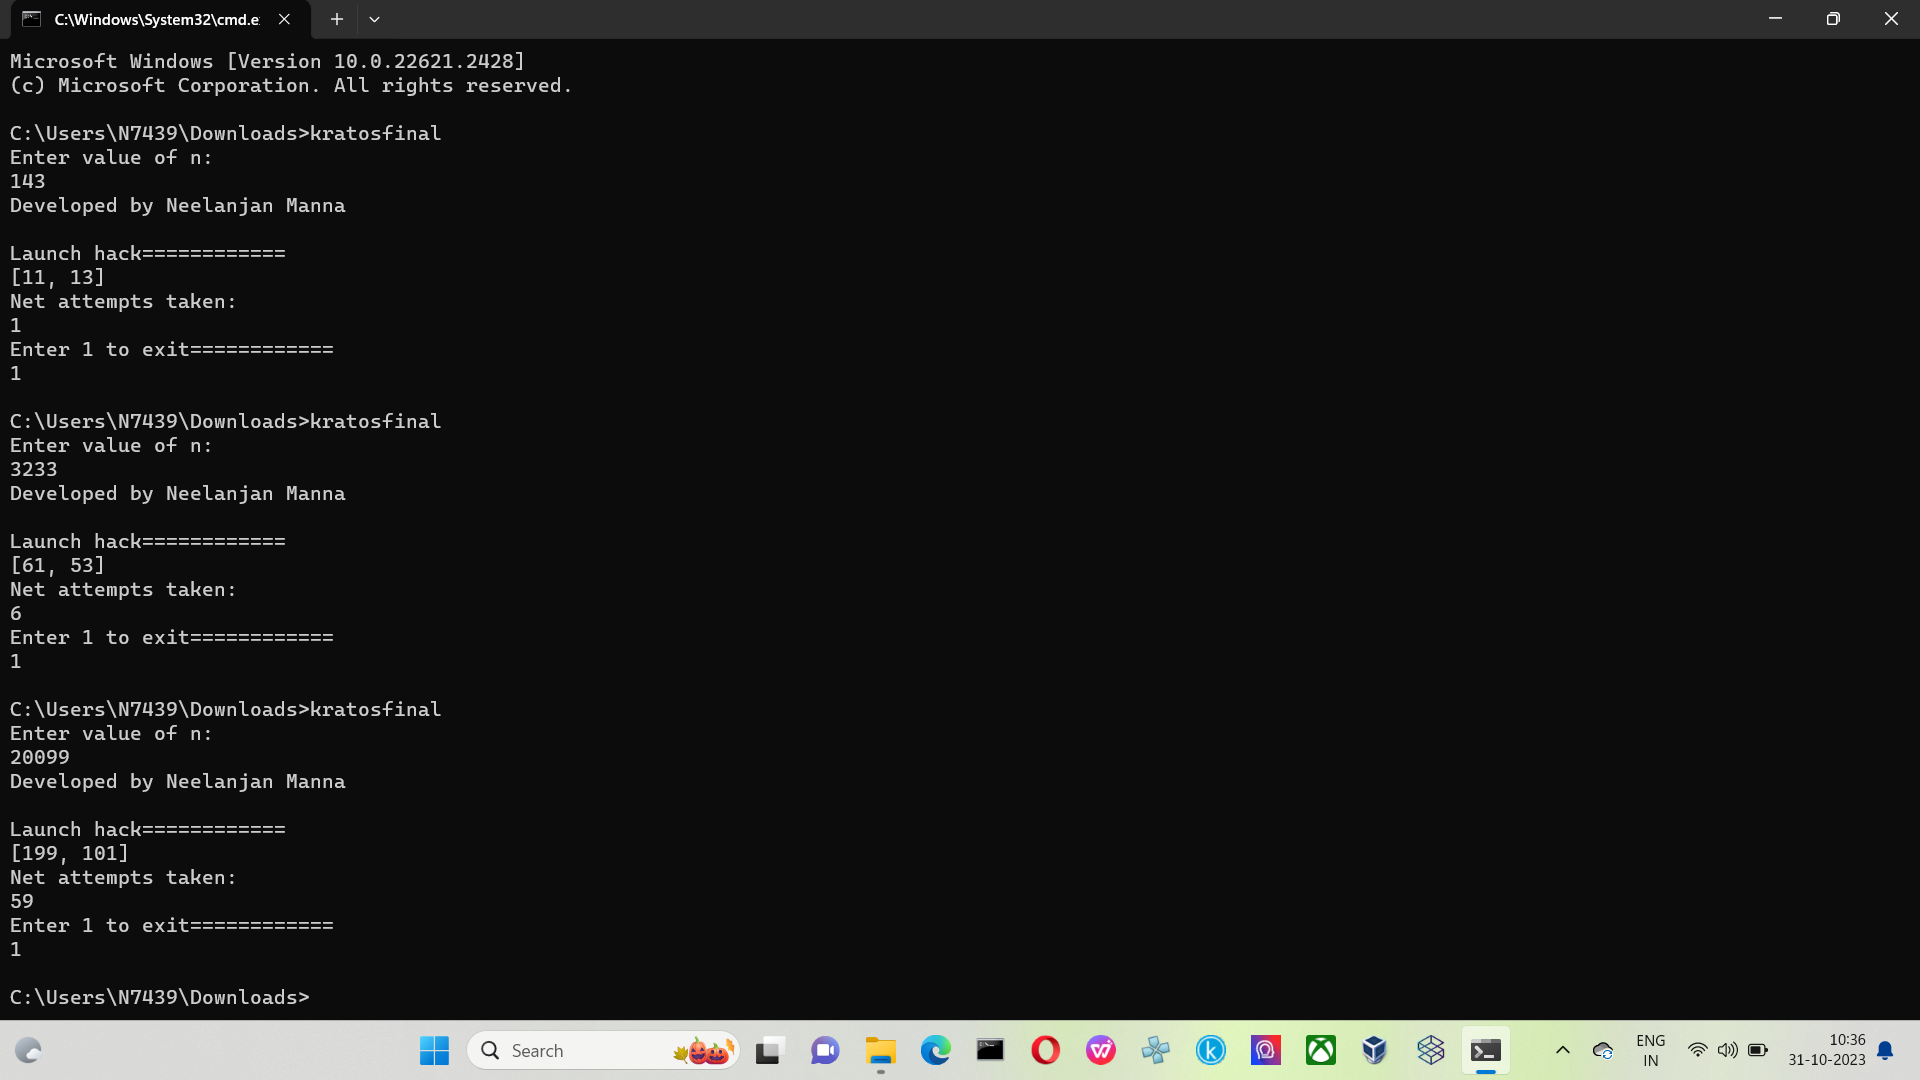 C:\Windows\System32\cmd.e
Microsoft Windows [Version 10.0.22621.2428]
(c) Microsoft Corporation. All rights reserved.
C:\Users\N7439\Downloads>kratosfinal
Enter value of n:
143
Developed by Neelanjan Manna
Launch hack============
[11, 13]
Net attempts taken:
1
Enter 1 to exit============
1
C:\Users\N7439\Downloads>kratosfinal
Enter value of n:
3233
Developed by Neelanjan Manna
Launch hack============
[61, 53]
Net attempts taken:
6
Enter 1 to exit============
1
C:\Users\N7439\Downloads>kratosfinal
Enter value of n:
20099
Developed by Neelanjan Manna
Launch hack============
[199, 101]
Net attempts taken:
59
Enter 1 to exit============
1
C:\Users\N7439\Downloads>
Search
ENG
IN
10:36
31-10-2023